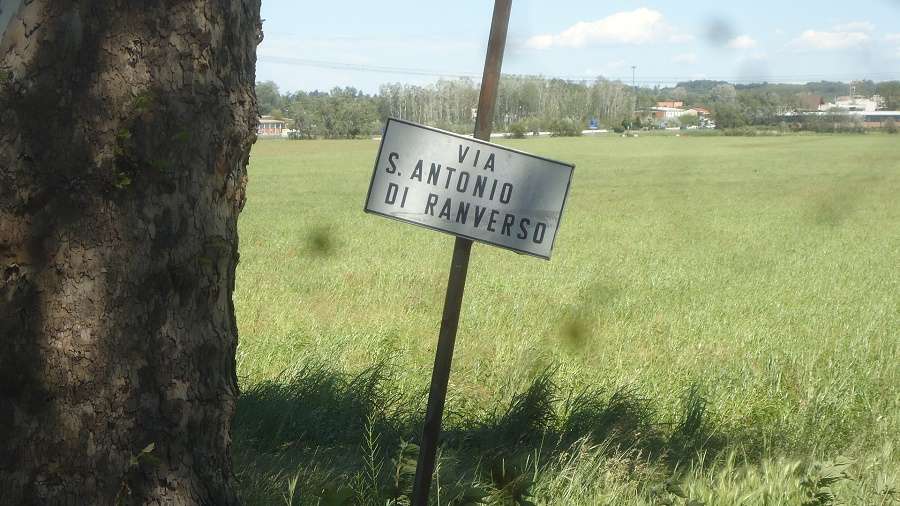 VIA
S. ANTONIO
DI RANVERSO